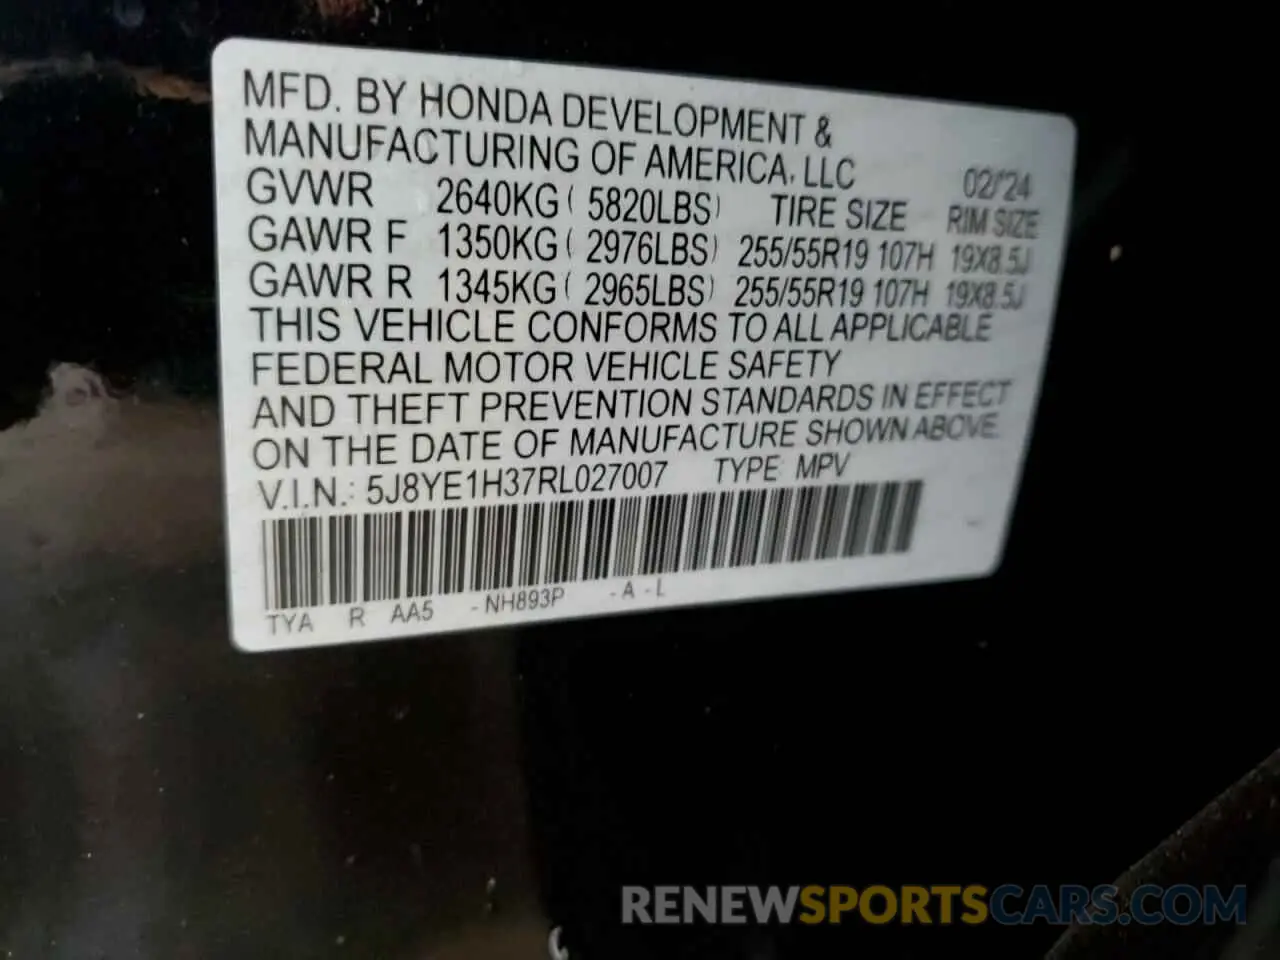 MFD. BY HONDA DEVELOPMENT &
MANUFACTURING OF AMERICA, LLC 02/'24
GVWR 2640KG ( 5820LBS) TIRE SIZE RIM SIZE
GAWR F 1350KG ( 2976LBS) 255/55R19 107H 19X8.5J
GAWR R 1345KG ( 2965LBS) 255/55R19 107H 19X8.5J
THIS VEHICLE CONFORMS TO ALL APPLICABLE
FEDERAL MOTOR VEHICLE SAFETY
AND THEFT PREVENTION STANDARDS IN EFFECT
ON THE DATE OF MANUFACTURE SHOWN ABOVE.
V.I.N.: 5J8YE1H37RL027007 TYPE: MPV
TYA R AA5 -NH893P -A -L
RENEWSPORTSCARS.COM